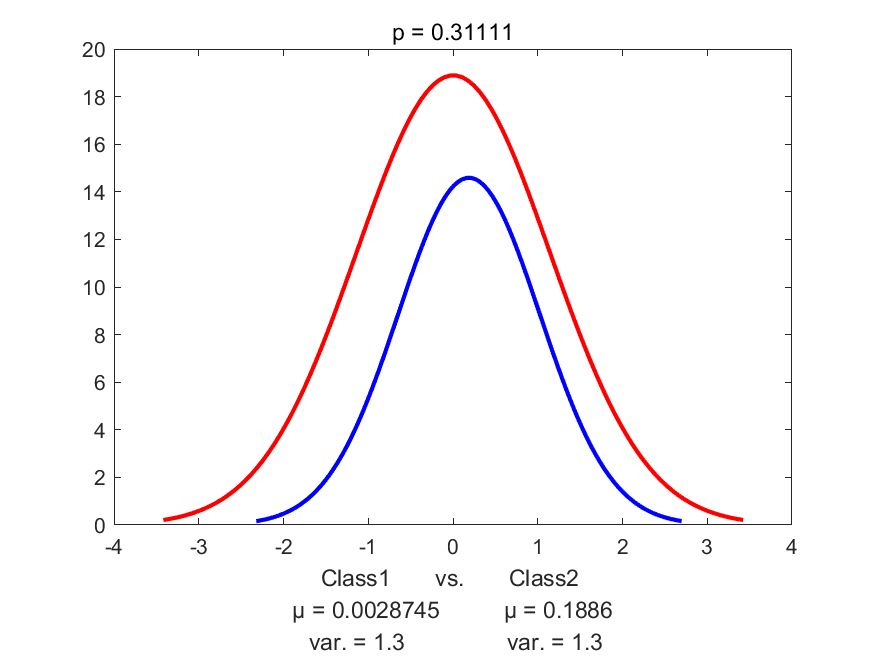 p = 0.31111
20
18
16
14
12
10
8
6
4
2
0
-4 -3 -2 -1 0 1 2 3 4
Class1 vs. Class2
μ = 0.0028745 μ = 0.1886
var. = 1.3 var. = 1.3